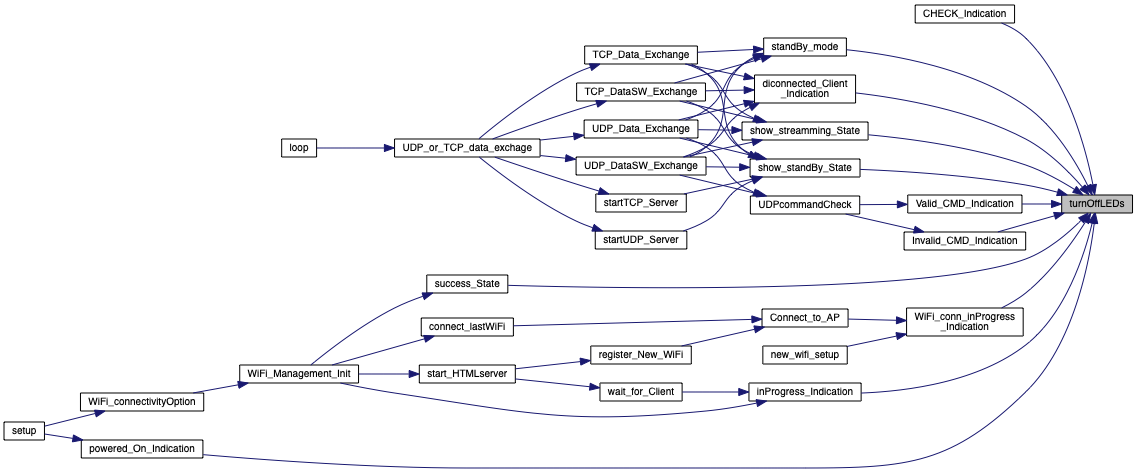 CHECK_Indication
standBy_mode
TCP_Data_Exchange
diconnected_Client
_Indication
TCP_DataSW_Exchange
show_streamming_State
UDP_Data_Exchange
loop
UDP_or_TCP_data_exchage
UDP_DataSW_Exchange
show_standBy_State
startTCP_Server
UDPcommandCheck
Valid_CMD_Indication
turnOffLEDs
startUDP_Server
Invalid_CMD_Indication
success_State
connect_lastWiFi
Connect_to_AP
WiFi_conn_inProgress
_Indication
register_New_WiFi
new_wifi_setup
WiFi_Management_Init
start_HTMLserver
wait_for_Client
inProgress_Indication
WiFi_connectivityOption
setup
powered_On_Indication